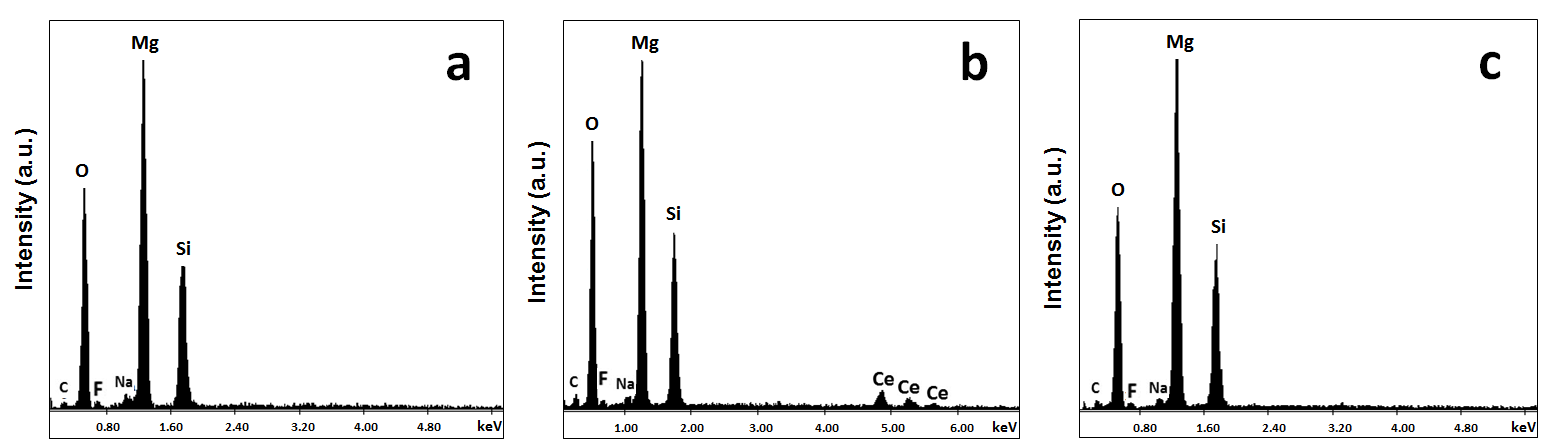 Intensity (a.u.)
a
Mg
O
Si
C
F
Na
0.80 1.60 2.40 3.20 4.00 4.80 keV
Intensity (a.u.)
b
Mg
O
Si
C
F
Na
Ce
Ce
Ce
1.00 2.00 3.00 4.00 5.00 6.00 keV
Intensity (a.u.)
c
Mg
O
Si
C
F
Na
0.80 1.60 2.40 3.20 4.00 4.80 keV